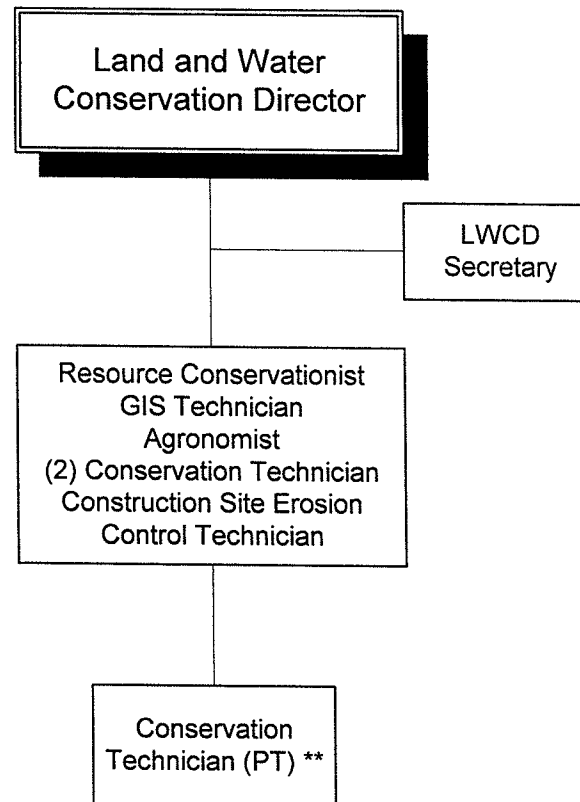 Land and Water
Conservation Director
LWCD
Secretary
Resource Conservationist
GIS Technician
Agronomist
(2) Conservation Technician
Construction Site Erosion
Control Technician
Conservation
Technician (PT) **